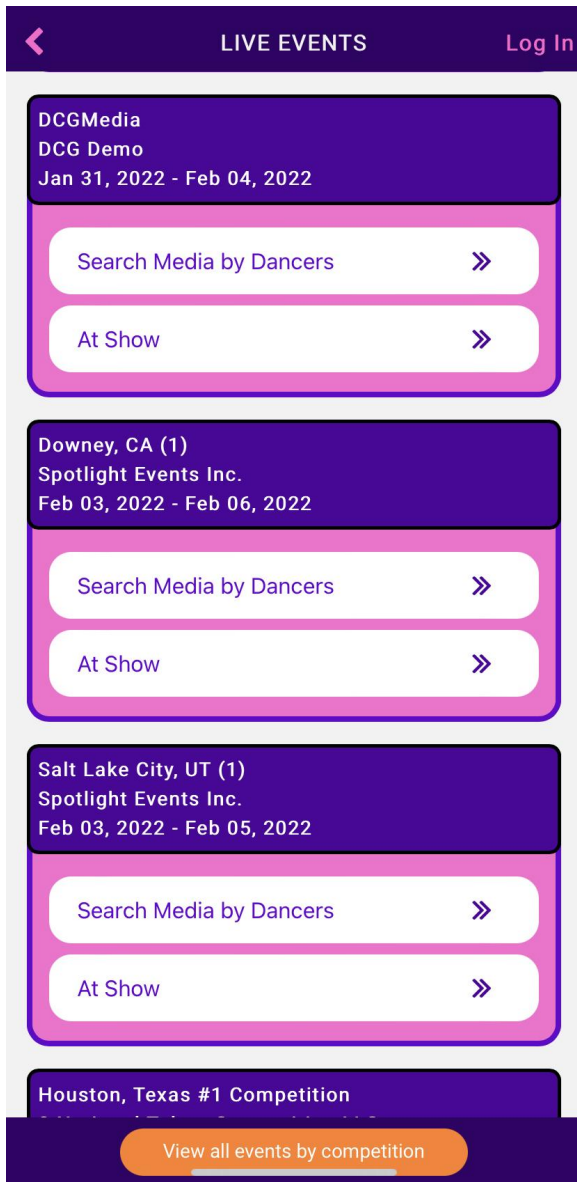 LIVE EVENTS
Log In
DCGMedia
DCG Demo
Jan 31, 2022 - Feb 04, 2022
Search Media by Dancers
At Show
Downey, CA (1)
Spotlight Events Inc.
Feb 03, 2022 - Feb 06, 2022
Search Media by Dancers
At Show
Salt Lake City, UT (1)
Spotlight Events Inc.
Feb 03, 2022 - Feb 05, 2022
Search Media by Dancers
At Show
Houston, Texas #1 Competition
View all events by competition